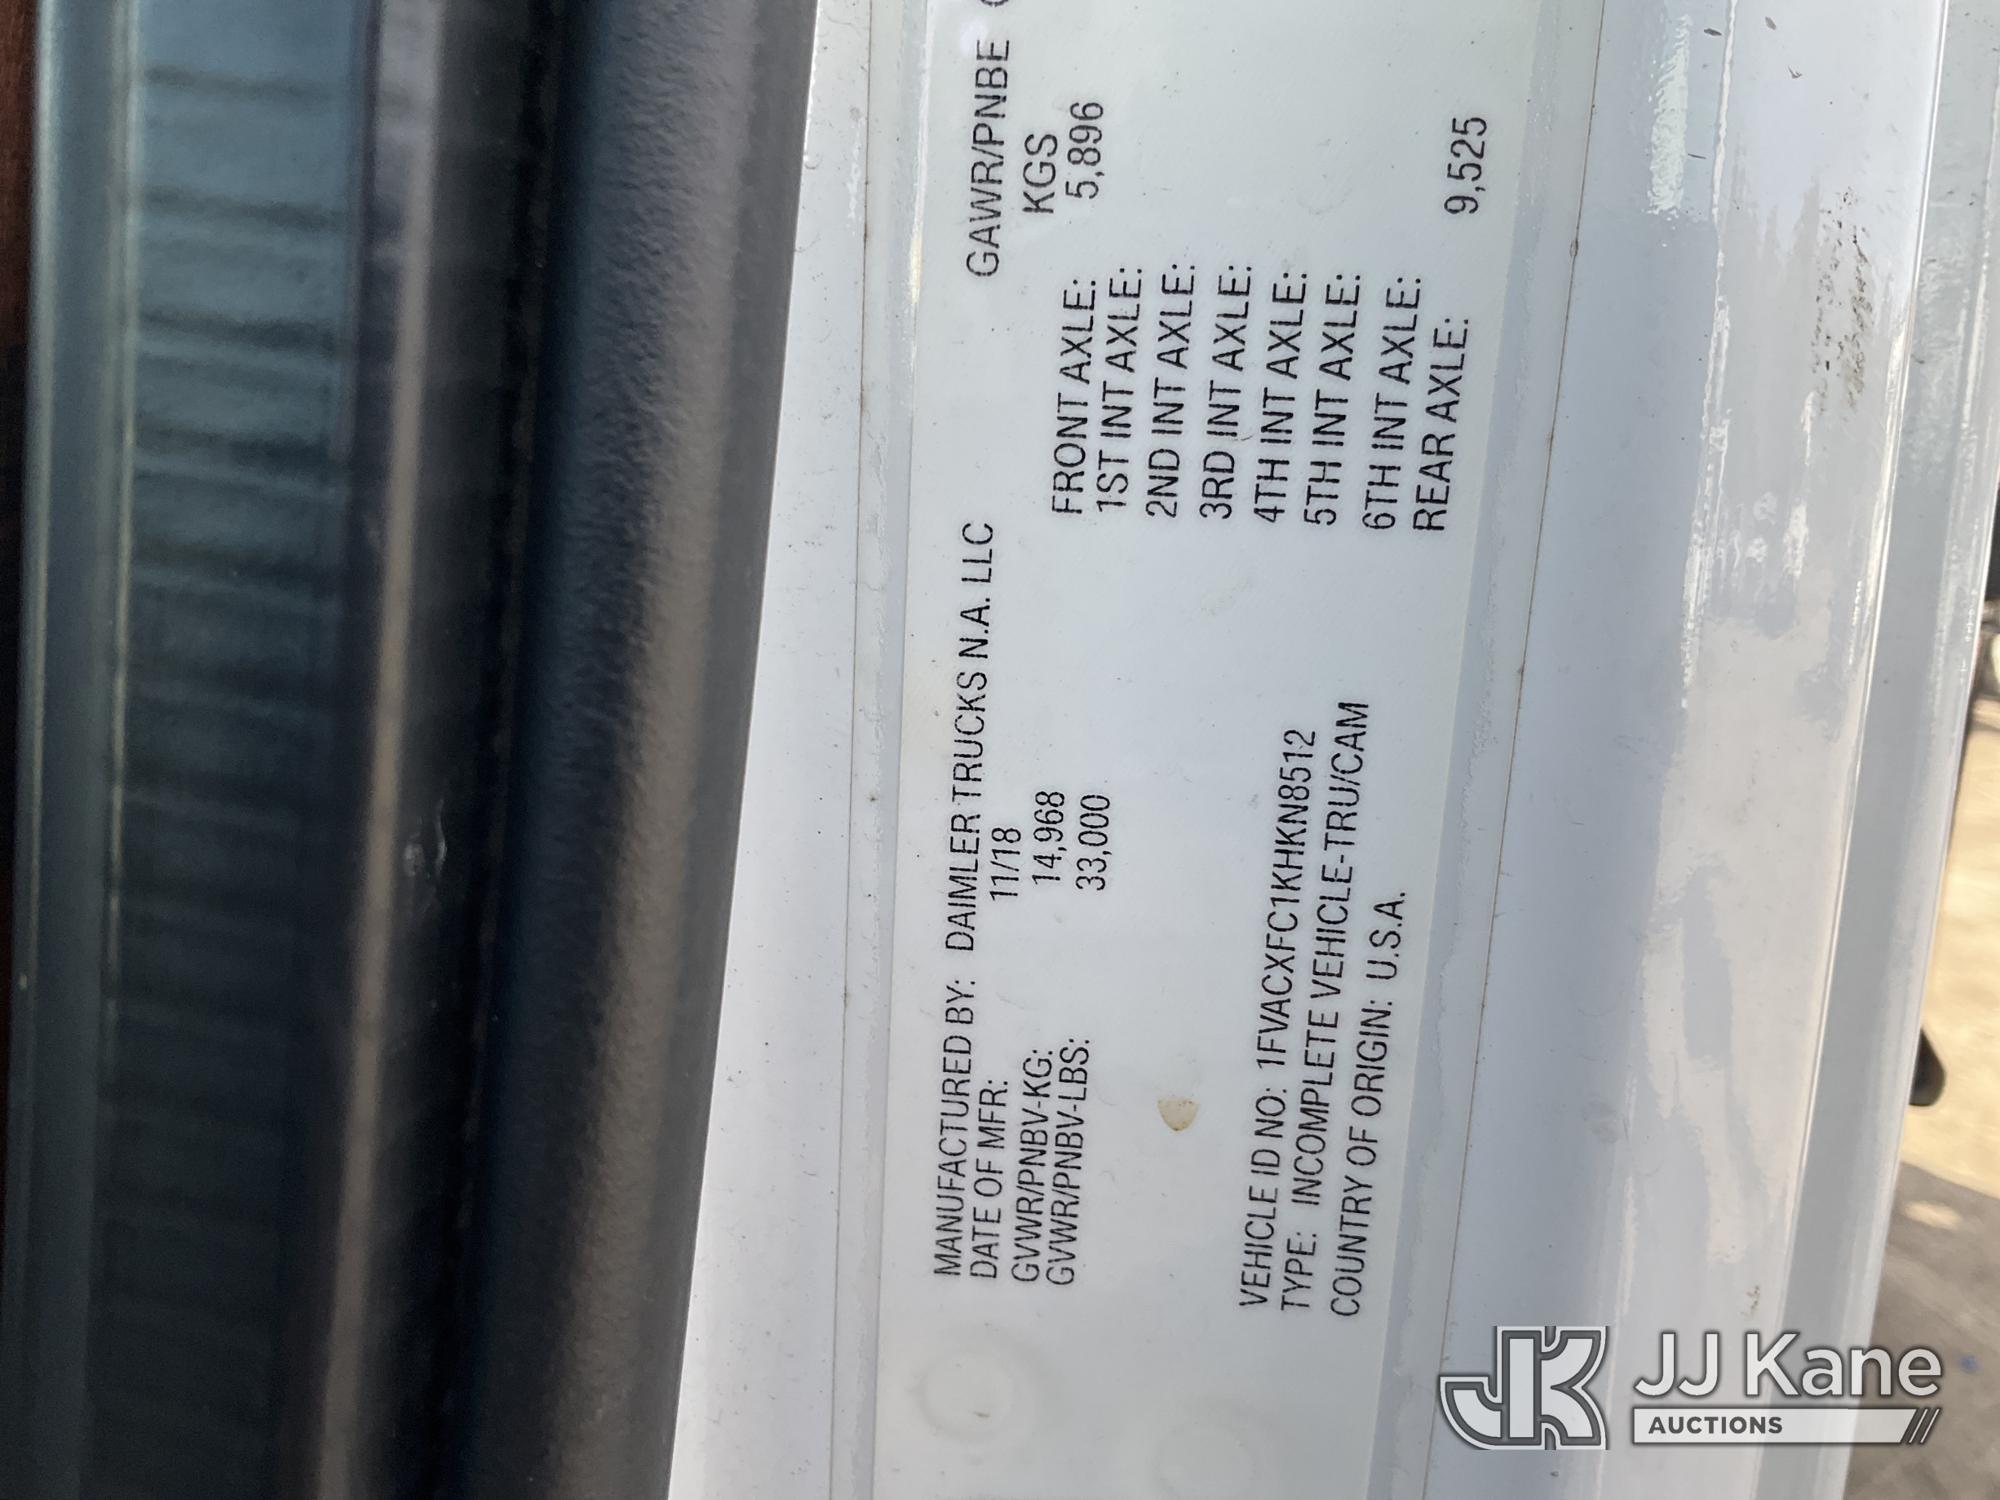 MANUFACTURED BY: DAIMLER TRUCKS N.A. LLC
DATE OF MFR: 11/18
GVWR/PNBV-KG: 14,968
GVWR/PNBV-LBS: 33,000
VEHICLE ID NO: 1FVACXFC1KHKN8512
TYPE: INCOMPLETE VEHICLE-TRU/CAM
COUNTRY OF ORIGIN: U.S.A.
GAWR/PNBE
KGS
FRONT AXLE: 5,896
1ST INT AXLE:
2ND INT AXLE:
3RD INT AXLE:
4TH INT AXLE:
5TH INT AXLE:
6TH INT AXLE:
REAR AXLE: 9,525
JK JJ Kane
AUCTIONS